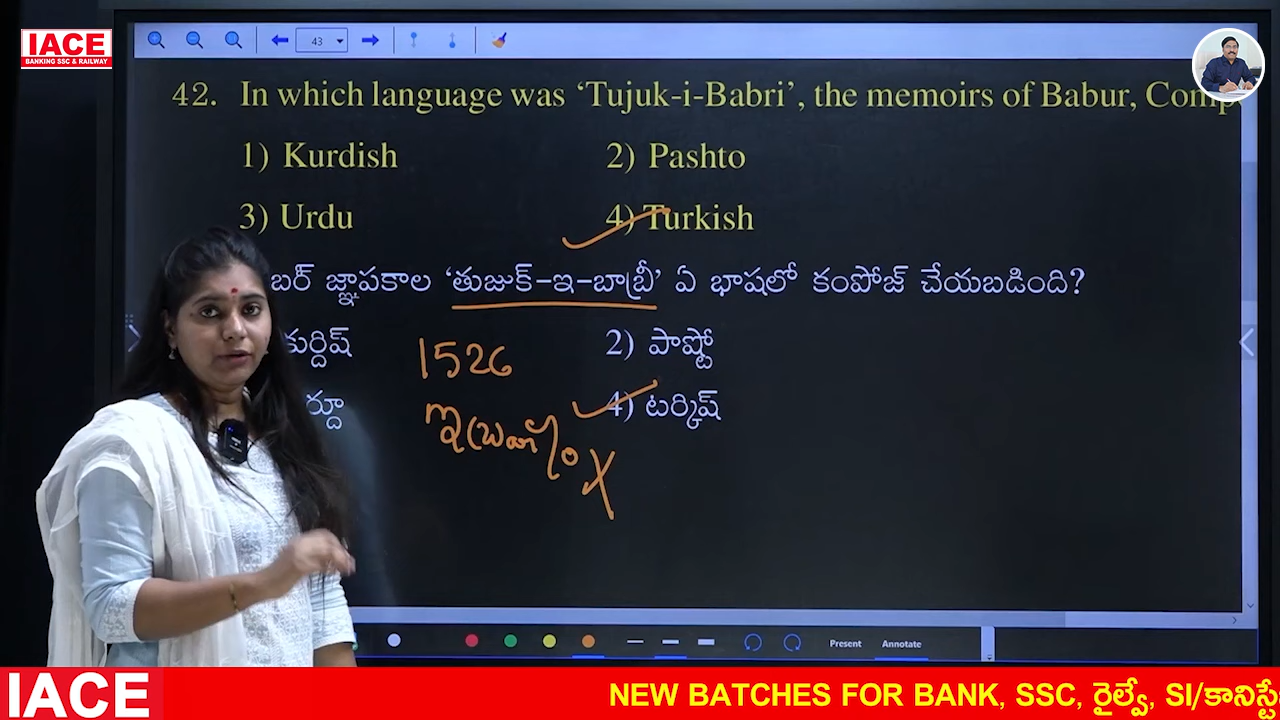 IACE
BANKING SSC & RAILWAY
43
42. In which language was ‘Tujuk-i-Babri’, the memoirs of Babur, Comp
1) Kurdish 2) Pashto
3) Urdu 4) Turkish
బర్ జ్ఞాపకాల ‘తుజుక్-ఇ-బాబ్రీ’ ఏ భాషలో కంపోజ్ చేయబడింది?
కుర్దిష్ 2) పాష్టో
1526
ర్దూ 4) టర్కిష్
Present Annotate
IACE NEW BATCHES FOR BANK, SSC, రైల్వే, SI/కానిస్టే